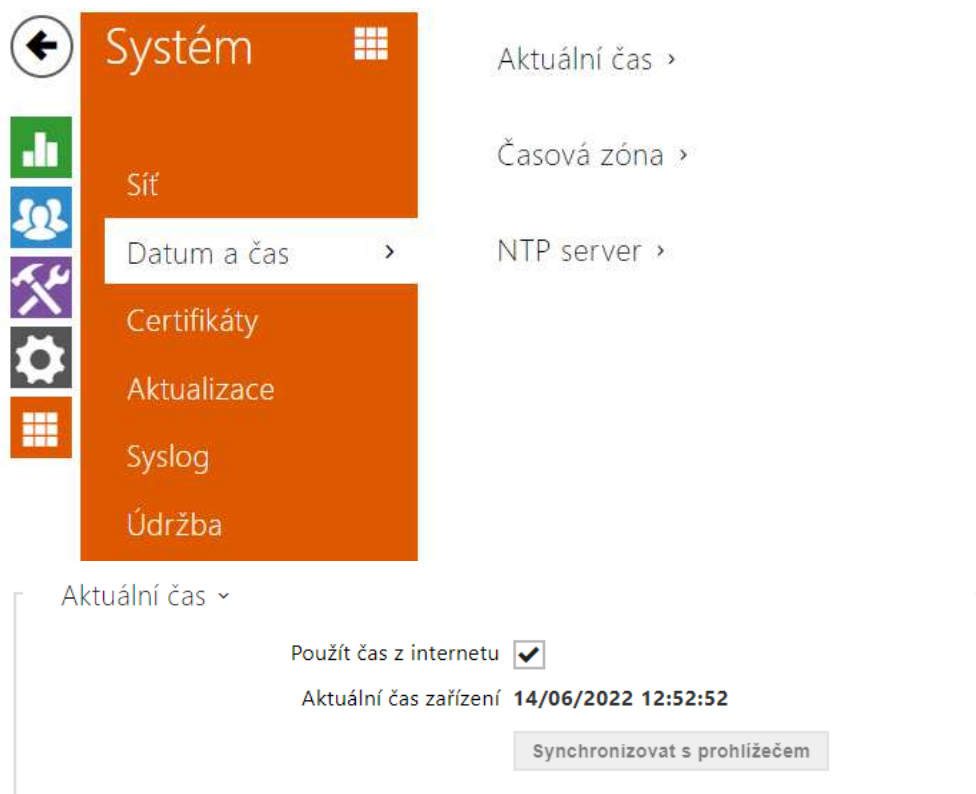 Systém
Síť
Datum a čas
Certifikáty
Aktualizace
Syslog
Údržba
Aktuální čas
Časová zóna
NTP server
Aktuální čas
Použít čas z internetu
Aktuální čas zařízení 14/06/2022 12:52:52
Synchronizovat s prohlížečem